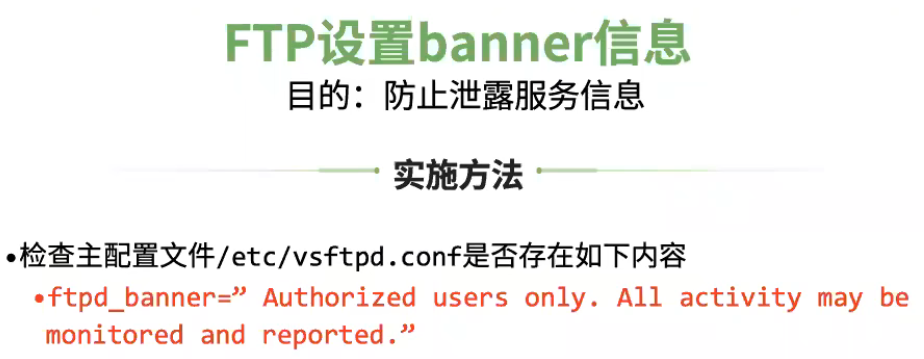 FTP设置banner信息
目的：防止泄露服务信息
实施方法
•检查主配置文件/etc/vsftpd.conf是否存在如下内容
•ftpd_banner=” Authorized users only. All activity may be
monitored and reported.”